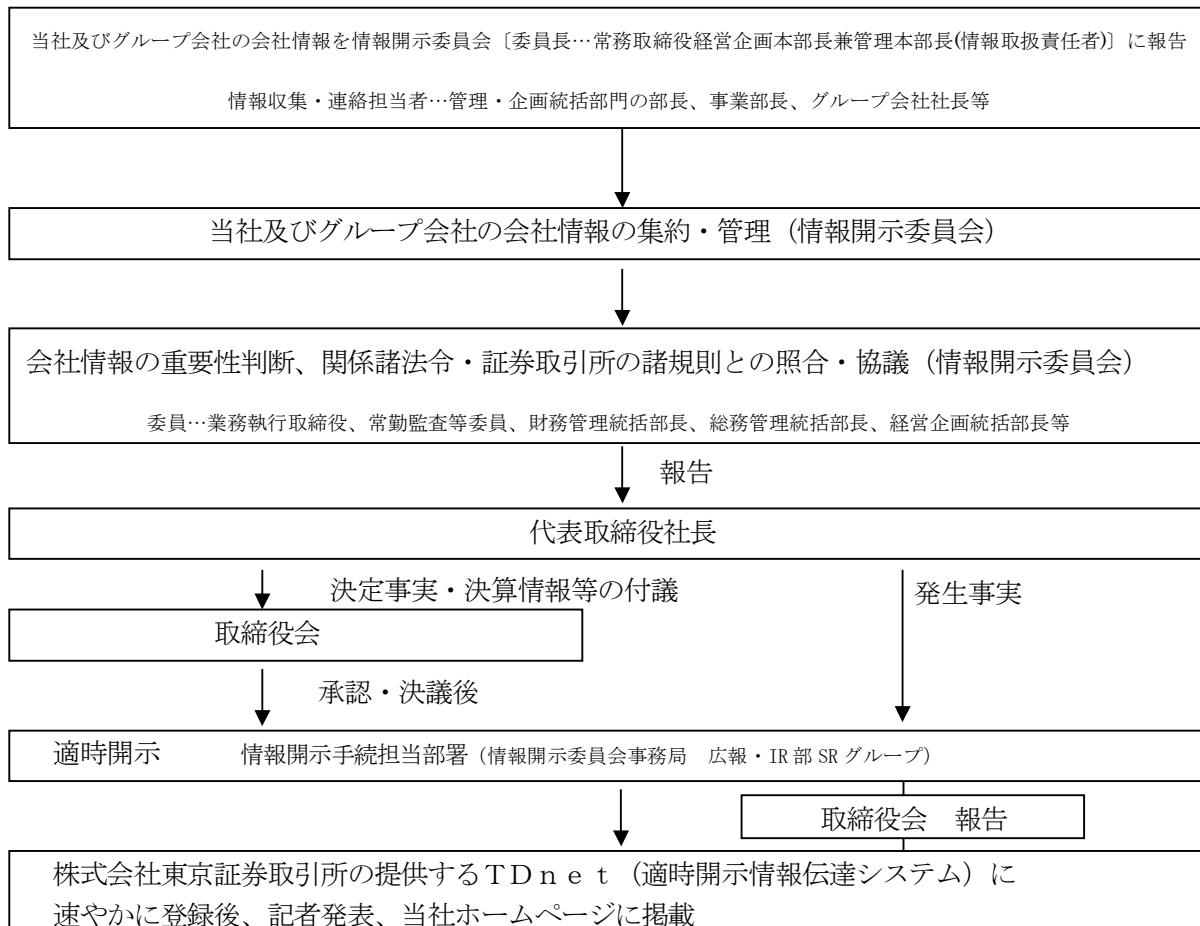 当社及びグループ会社の会社情報を情報開示委員会〔委員長…常務取締役経営企画本部長兼管理本部長(情報取扱責任者)〕に報告
情報収集・連絡担当者…管理・企画統括部門の部長、事業部長、グループ会社社長等
当社及びグループ会社の会社情報の集約・管理（情報開示委員会）
会社情報の重要性判断、関係諸法令・証券取引所の諸規則との照合・協議（情報開示委員会）
委員…業務執行取締役、常勤監査等委員、財務管理統括部長、総務管理統括部長、経営企画統括部長等
報告
代表取締役社長
決定事実・決算情報等の付議
発生事実
取締役会
承認・決議後
適時開示　情報開示手続担当部署（情報開示委員会事務局　広報・IR部 SRグループ）
取締役会　報告
株式会社東京証券取引所の提供するＴＤｎｅｔ（適時開示情報伝達システム）に
速やかに登録後、記者発表、当社ホームページに掲載